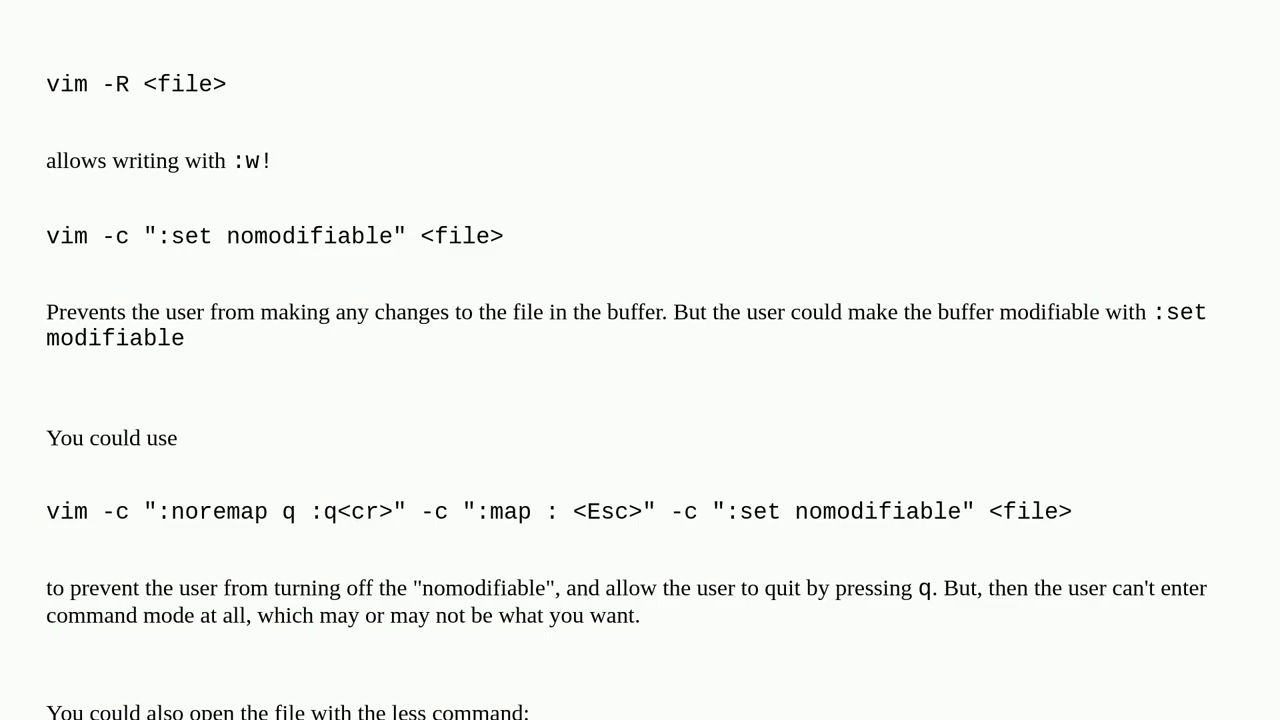 vim -R <file>
allows writing with :w!
vim -c ":set nomodifiable" <file>
Prevents the user from making any changes to the file in the buffer. But the user could make the buffer modifiable with :set
modifiable
You could use
vim -c ":noremap q :q<cr>" -c ":map : <Esc>" -c ":set nomodifiable" <file>
to prevent the user from turning off the "nomodifiable", and allow the user to quit by pressing q. But, then the user can't enter
command mode at all, which may or may not be what you want.
You could also open the file with the less command: